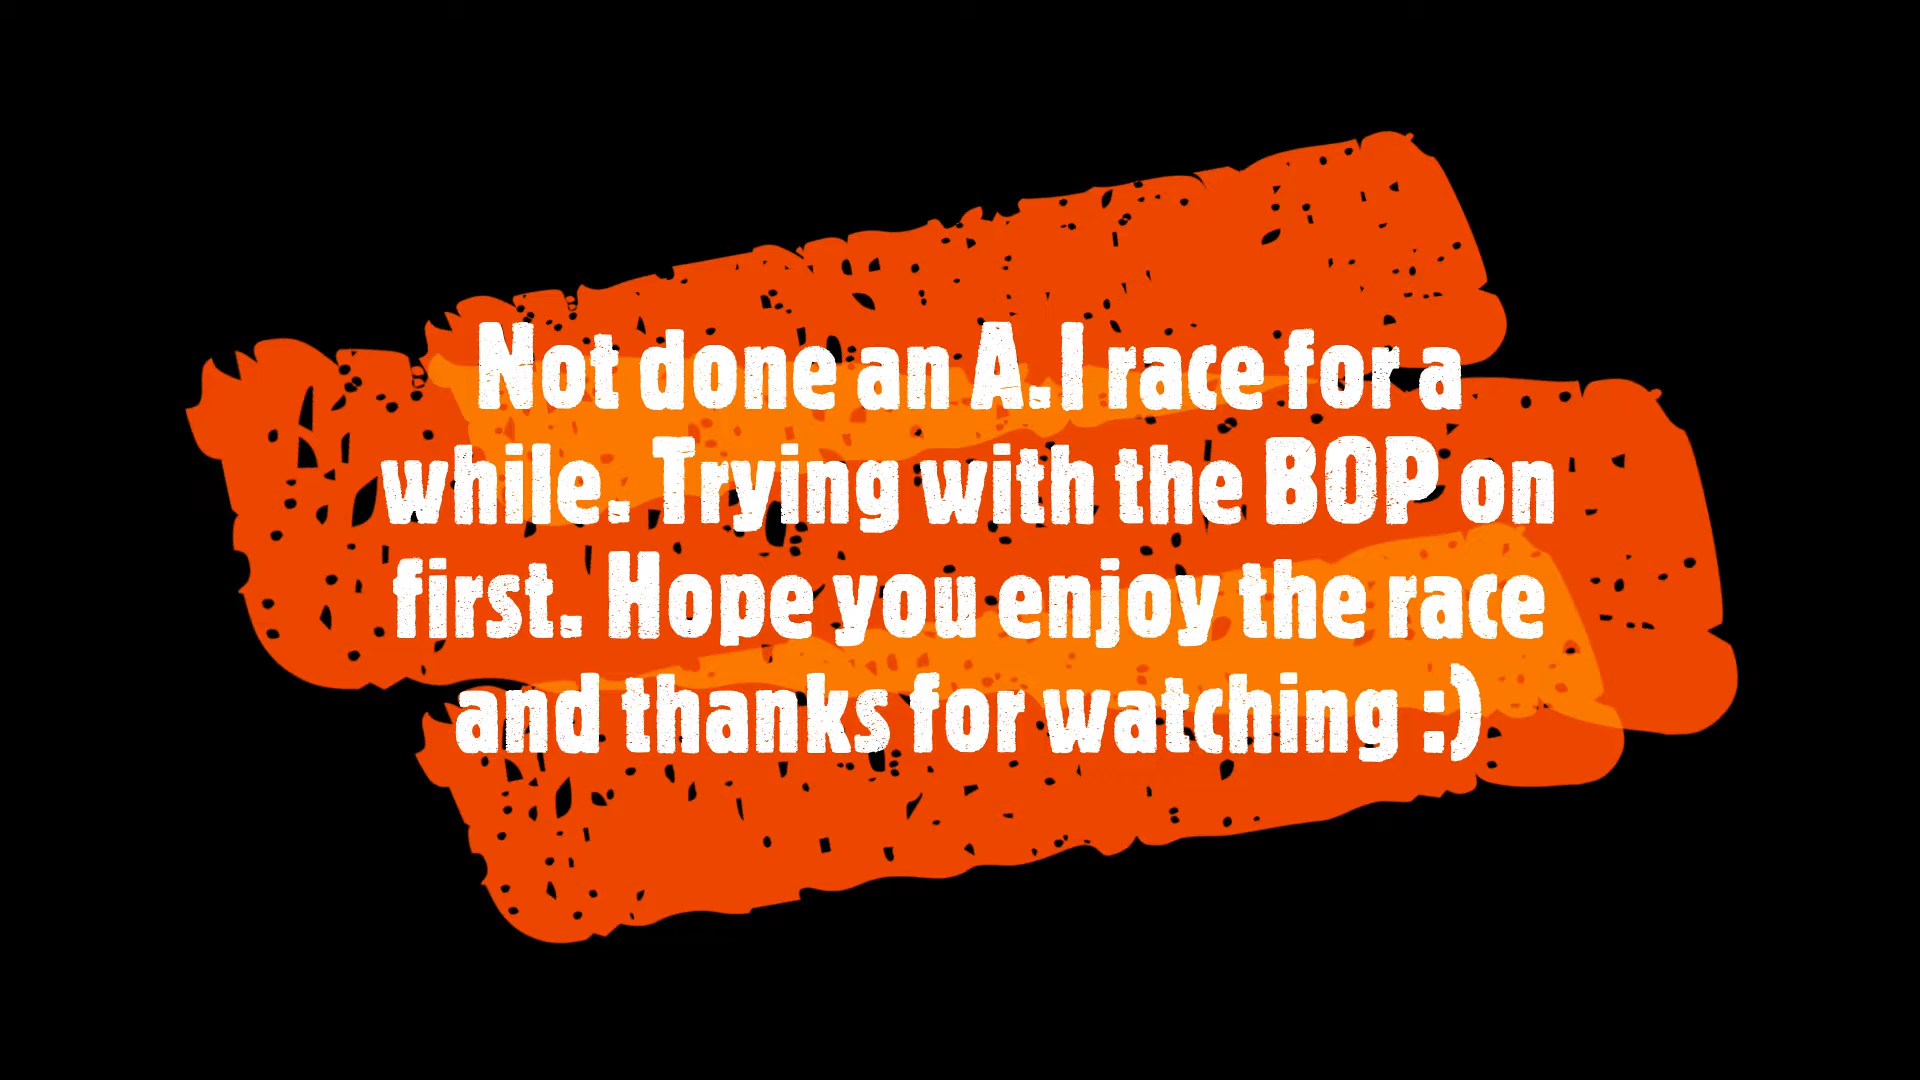 Not done an A.I race for a
while. Trying with the BOP on
first. Hope you enjoy the race
and thanks for watching :)